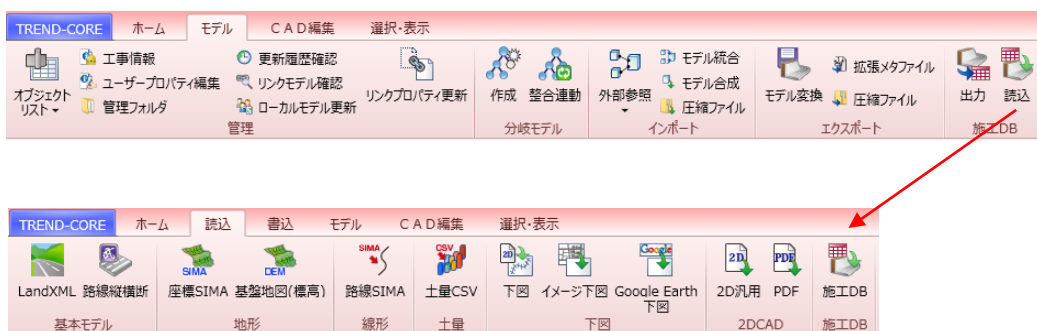 TREND-CORE ホーム モデル CAD編集 選択・表示
オブジェクト
リスト
工事情報
ユーザープロパティ編集
管理フォルダ
更新履歴確認
リンクモデル確認
ローカルモデル更新
リンクプロパティ更新
管理
作成 整合連動
分岐モデル
外部参照
モデル統合
モデル合成
圧縮ファイル
インポート
モデル変換
拡張メタファイル
圧縮ファイル
エクスポート
出力 読込
施工DB
TREND-CORE ホーム 読込 書込 モデル CAD編集 選択・表示
LandXML 路線縦横断
基本モデル
SIMA
座標SIMA
DEM
基盤地図(標高)
地形
SIMA
路線SIMA
線形
CSV
土量CSV
土量
2D
下図
イメージ下図
Google
Google Earth
下図
下図
2D
2D汎用
PDF
PDF
2DCAD
施工DB
施工DB